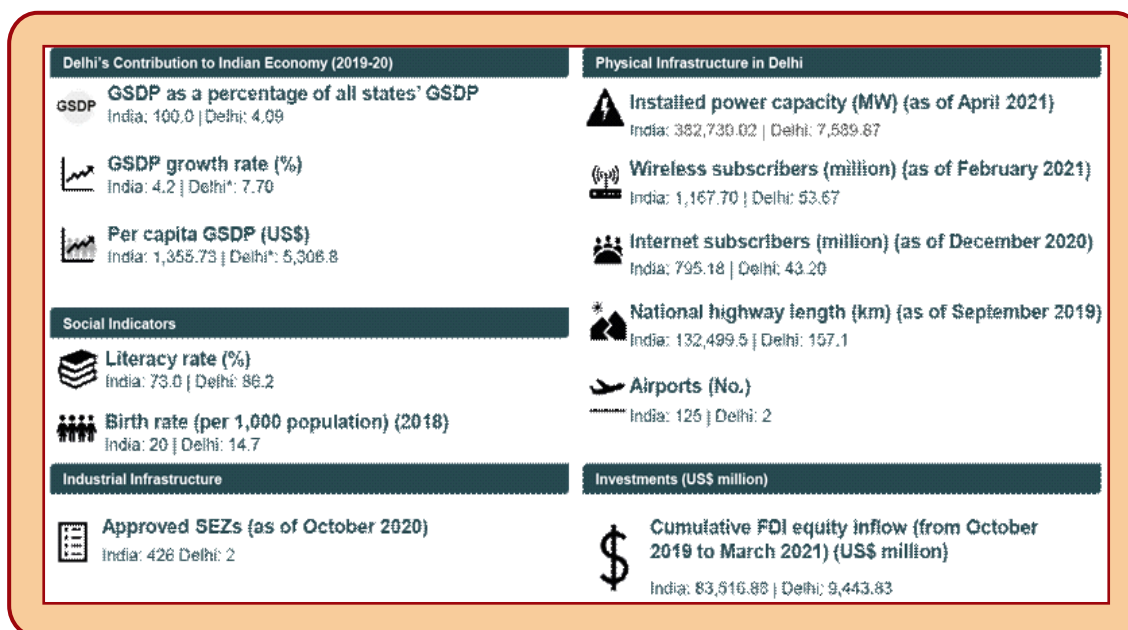 Delhi's Contribution to Indian Economy (2019-20)
GSDP
GSDP as a percentage of all states' GSDP
India: 100.0 | Delhi: 4.09
GSDP growth rate (%)
India: 4.2 | Delhi*: 7.70
Per capita GSDP (US$)
India: 1,355.73 | Delhi*: 5,306.8
Social Indicators
Literacy rate (%)
India: 73.0 | Delhi: 86.2
Birth rate (per 1,000 population) (2018)
India: 20 | Delhi: 14.7
Industrial Infrastructure
Approved SEZs (as of October 2020)
India: 426 Delhi: 2
Physical Infrastructure in Delhi
Installed power capacity (MW) (as of April 2021)
India: 382,730.02 | Delhi: 7,589.87
Wireless subscribers (million) (as of February 2021)
India: 1,167.70 | Delhi: 53.67
Internet subscribers (million) (as of December 2020)
India: 795.18 | Delhi: 43.20
National highway length (km) (as of September 2019)
India: 132,499.5 | Delhi: 157.1
Airports (No.)
India: 125 | Delhi: 2
Investments (US$ million)
Cumulative FDI equity inflow (from October
2019 to March 2021) (US$ million)
India: 83,516.88 | Delhi: 9,443.83